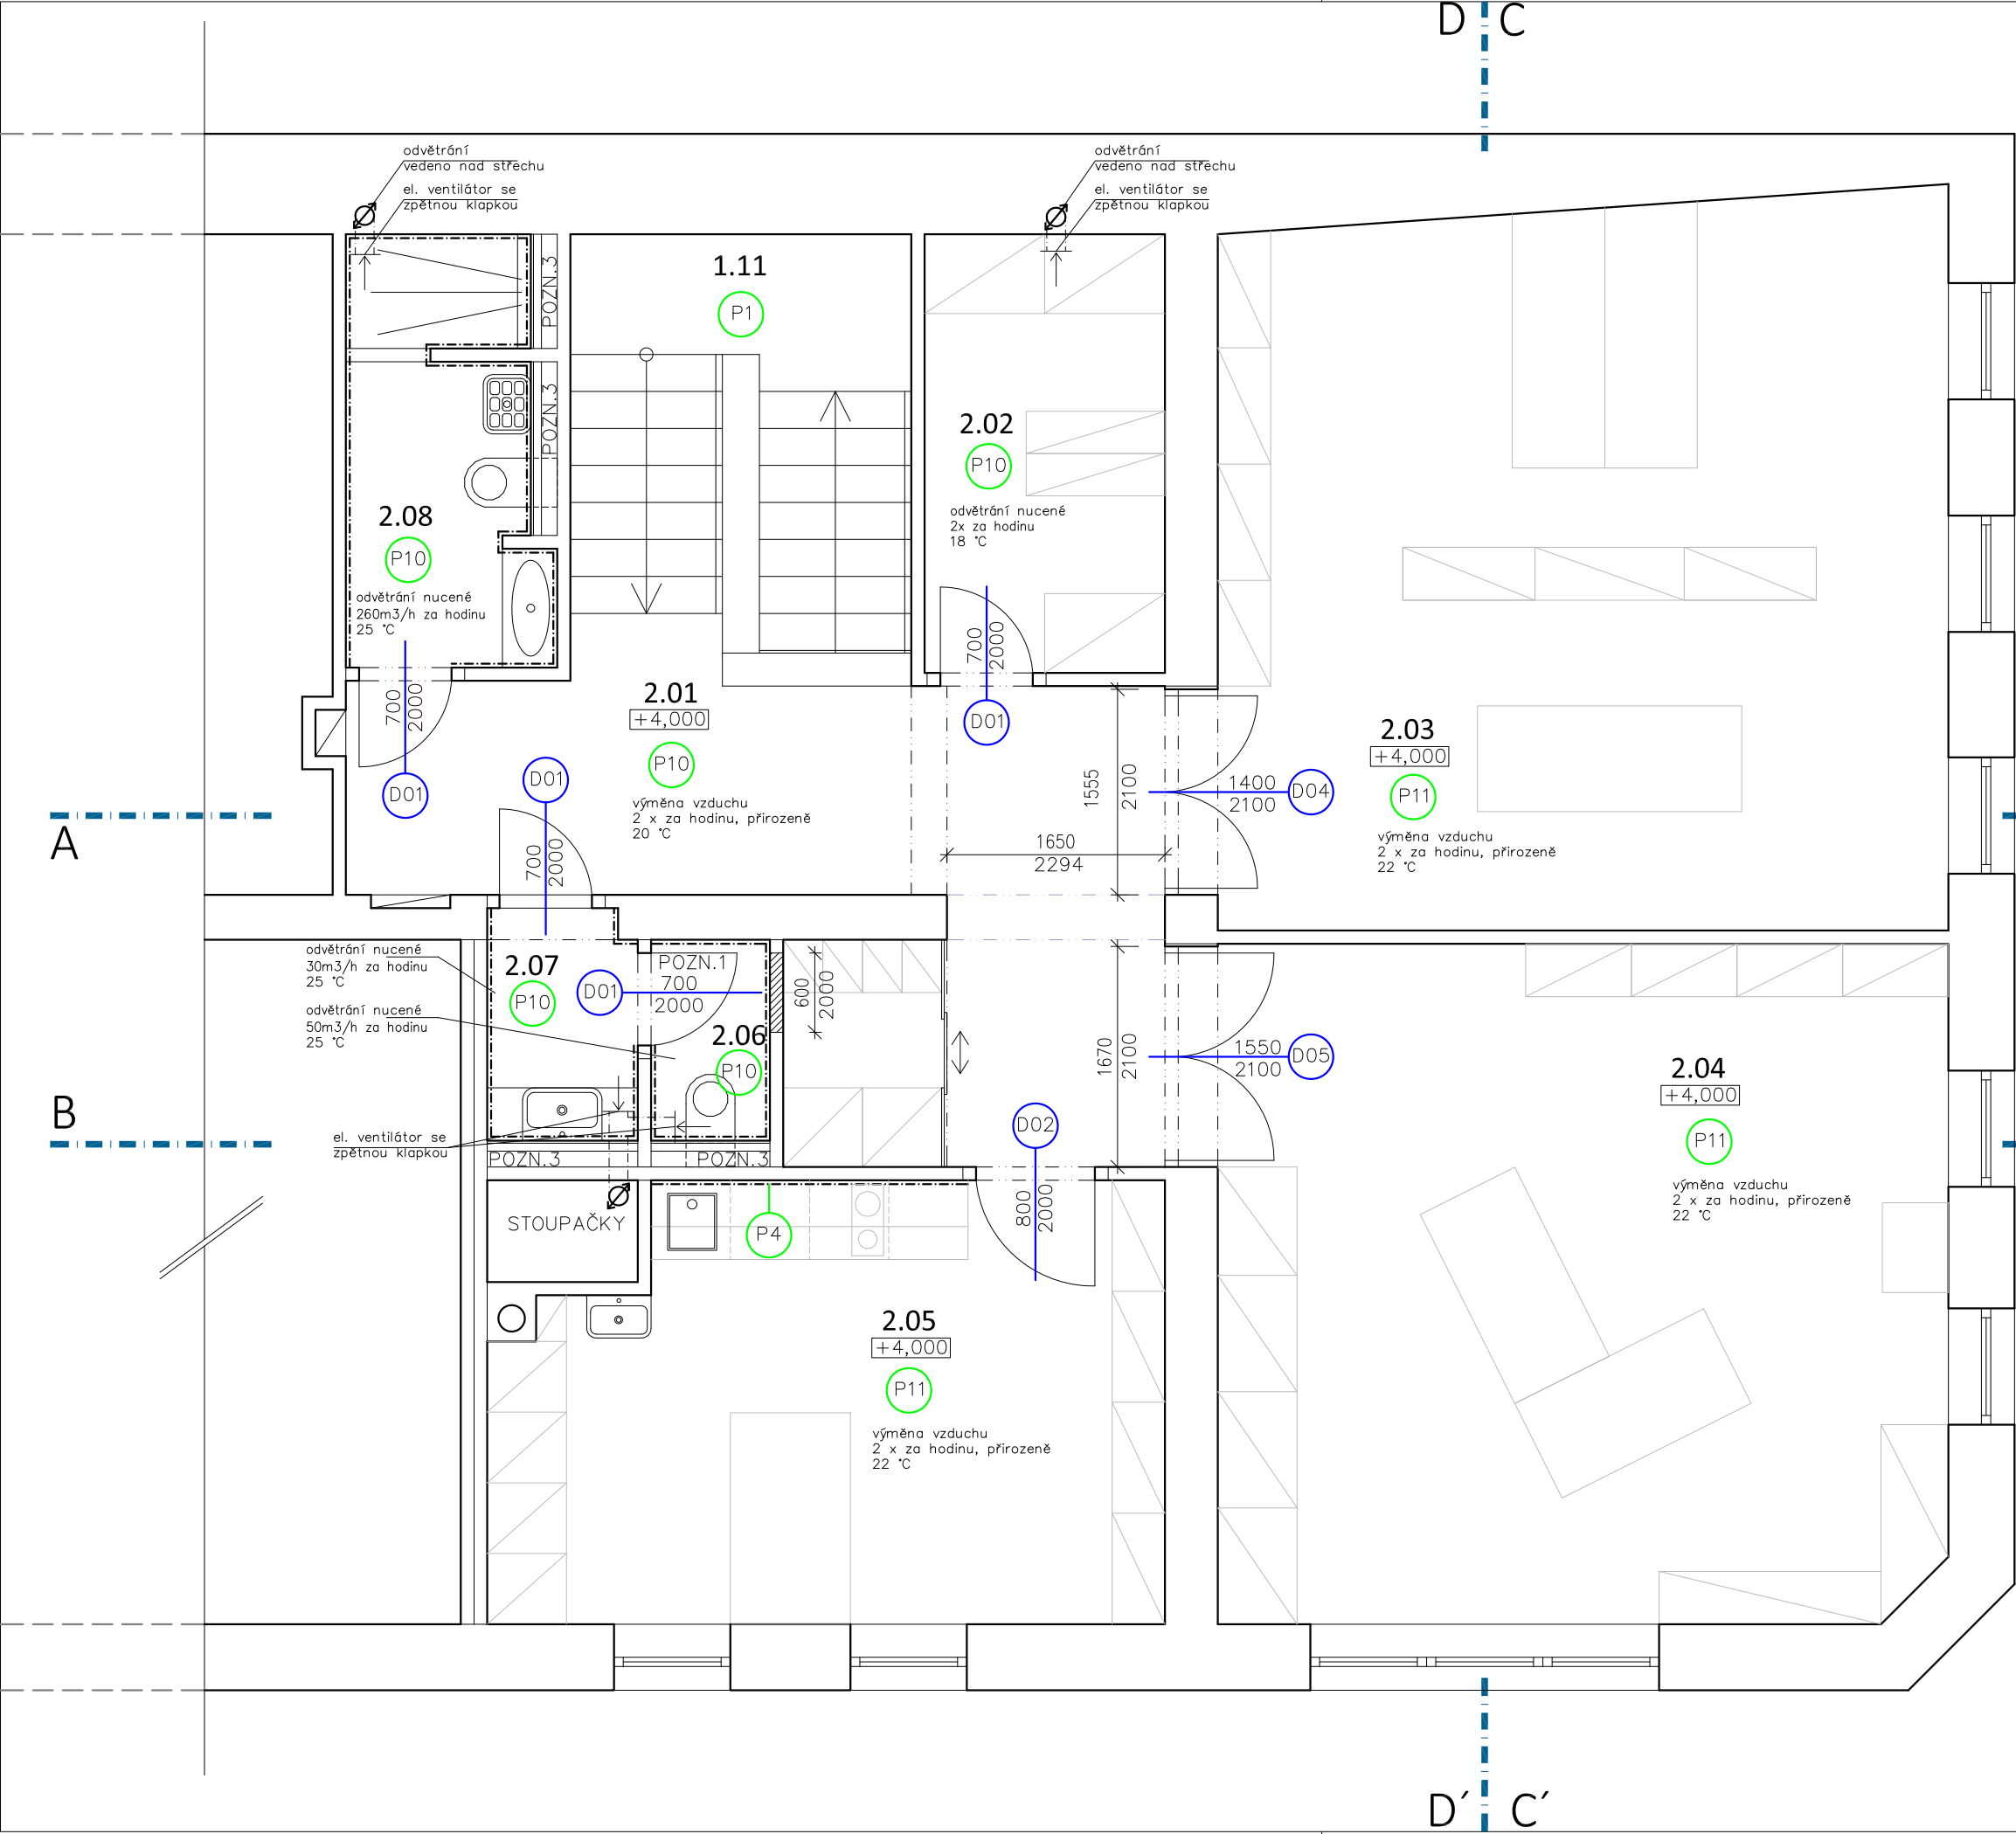 D C
odvětrání
vedeno nad střechu
el. ventilátor se
zpětnou klapkou
odvětrání
vedeno nad střechu
el. ventilátor se
zpětnou klapkou
POZN.3
1.11
P1
POZN.3
2.02
P10
odvětrání nucené
2x za hodinu
18 °C
2.08
P10
odvětrání nucené
260m3/h za hodinu
25 °C
700
2000
D01
700
2000
D01
2.01
+4,000
P10
výměna vzduchu
2 x za hodinu, přirozeně
20 °C
D01
700
2000
1555
2100
1650
2294
1400
2100
D04
2.03
+4,000
P11
výměna vzduchu
2 x za hodinu, přirozeně
22 °C
A
odvětrání nucené
30m3/h za hodinu
25 °C
odvětrání nucené
50m3/h za hodinu
25 °C
2.07
P10
D01
POZN.1
700
2000
2.06
P10
600
2000
1670
2100
1550
2100
D05
2.04
+4,000
P11
výměna vzduchu
2 x za hodinu, přirozeně
22 °C
B
el. ventilátor se
zpětnou klapkou
POZN.3
POZN.3
D02
800
2000
STOUPAČKY
P4
2.05
+4,000
P11
výměna vzduchu
2 x za hodinu, přirozeně
22 °C
D´ C´